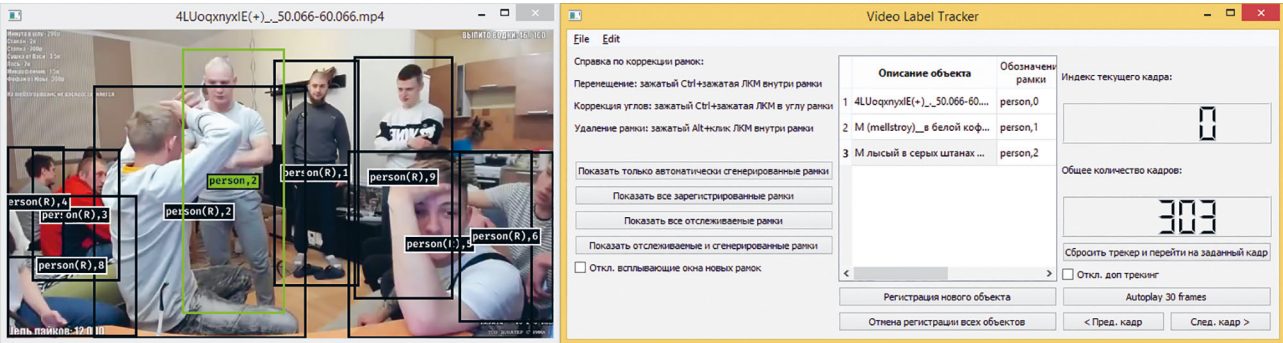 4LUoqxnyxlE(+)_._50.066-60.066.mp4
person,2
person(R),1
person(R),9
person(R),2
person(R),3
person(R),6
person(R),8
Video Label Tracker
File Edit
Справка по коррекции рамок:
Перемещение: зажатый Ctrl+зажатая ЛКМ внутри рамки
Коррекция углов: зажатый Ctrl+зажатая ЛКМ в углу рамки
Удаление рамки: зажатый Alt+клик ЛКМ внутри рамки
Показать только автоматически сгенерированные рамки
Показать все зарегистрированные рамки
Показать все отслеживаемые рамки
Показать отслеживаемые и сгенерированные рамки
Откл. всплывающие окна новых рамок
Описание объекта
Обозначени
рамки
1 4LUoqxnyxlE(+)_._50.066-60.... person,0
2 М (mellstroy)__в белой коф... person,1
3 М лысый в серых штанах ... person,2
Регистрация нового объекта
Отмена регистрации всех объектов
Индекс текущего кадра:
0
Общее количество кадров:
303
Сбросить трекер и перейти на заданный кадр
Откл. доп трекинг
Autoplay 30 frames
< Пред. кадр
След. кадр >